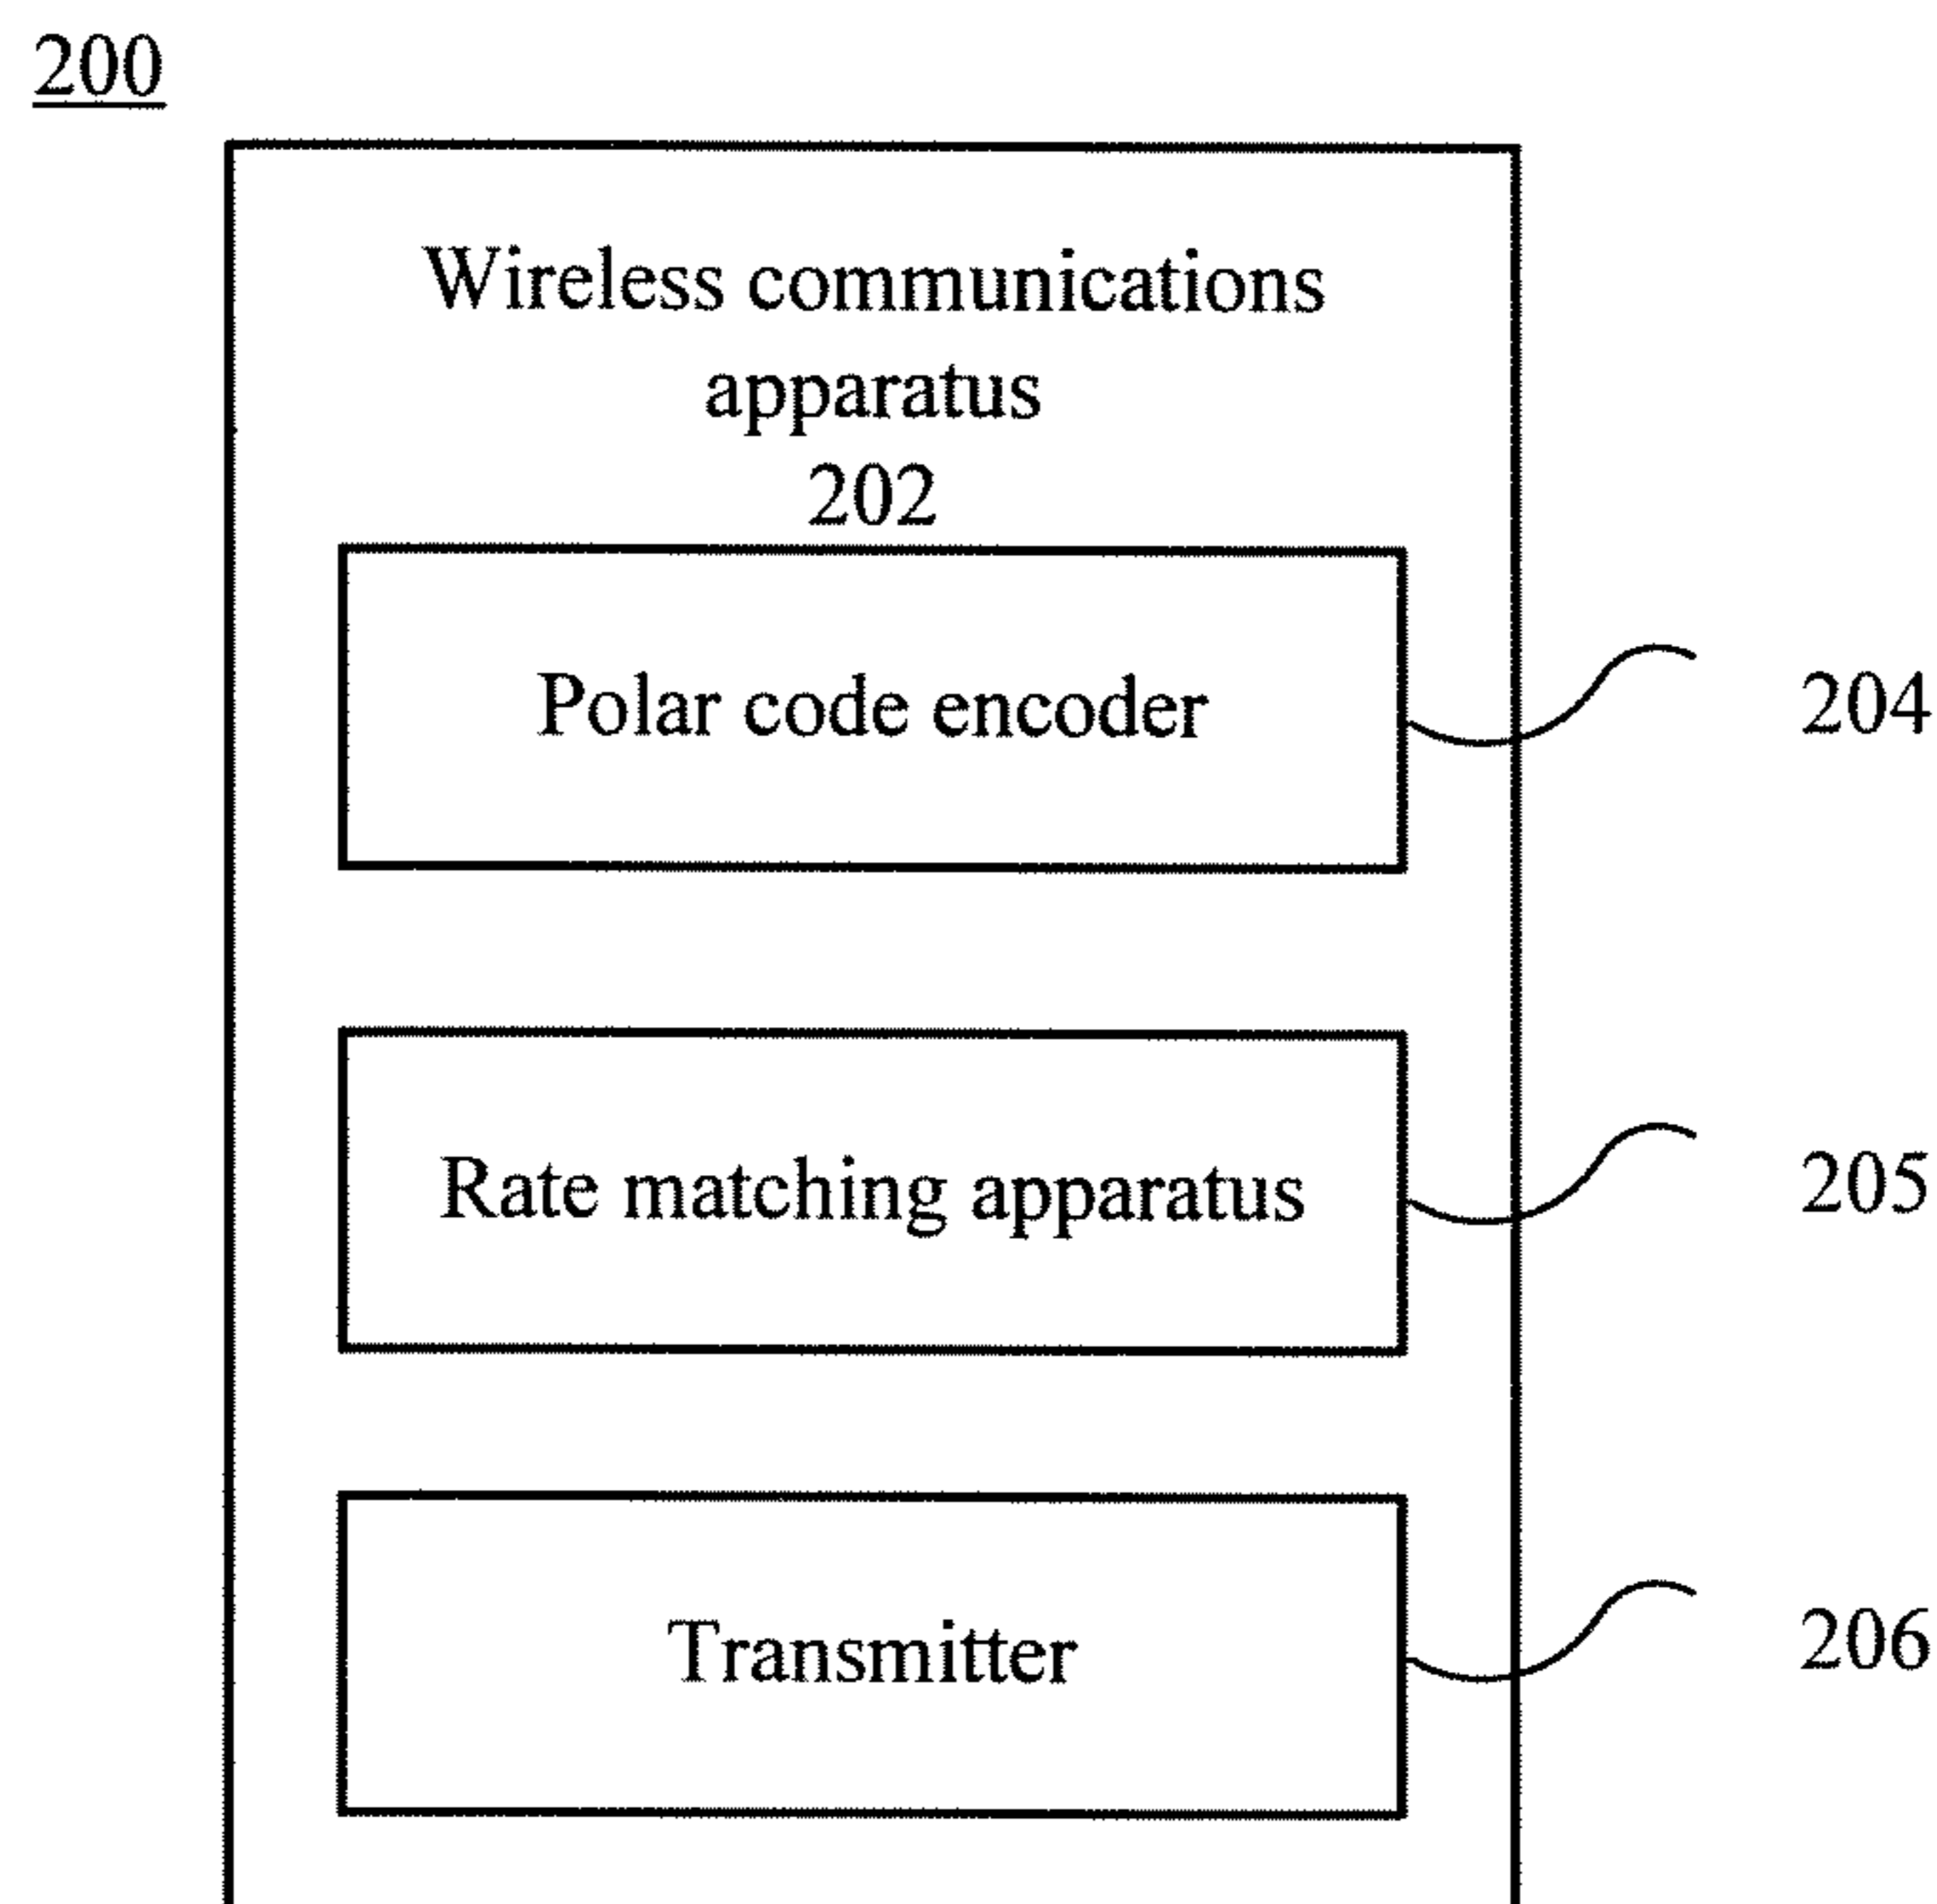 200
Wireless communications
apparatus
202
Polar code encoder
204
Rate matching apparatus
205
Transmitter
206